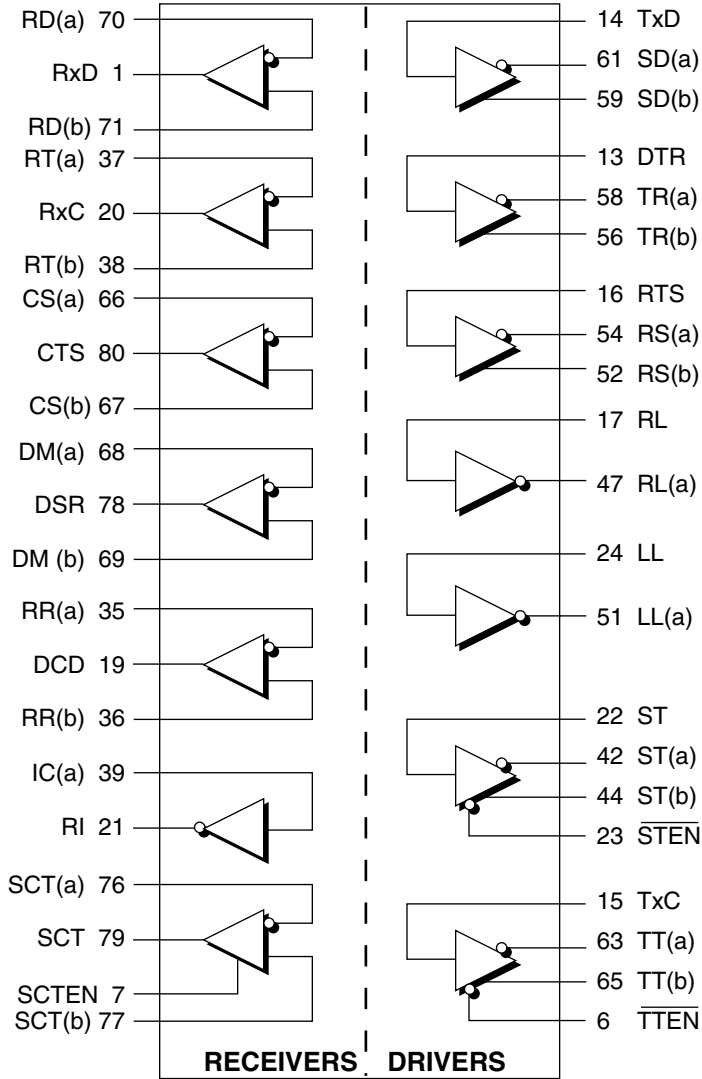 RD(a) 70
RxD 1
RD(b) 71
RT(a) 37
RxC 20
RT(b) 38
CS(a) 66
CTS 80
CS(b) 67
DM(a) 68
DSR 78
DM (b) 69
RR(a) 35
DCD 19
RR(b) 36
IC(a) 39
RI 21
SCT(a) 76
SCT 79
SCTEN 7
SCT(b) 77
14 TxD
61 SD(a)
59 SD(b)
13 DTR
58 TR(a)
56 TR(b)
16 RTS
54 RS(a)
52 RS(b)
17 RL
47 RL(a)
24 LL
51 LL(a)
22 ST
42 ST(a)
44 ST(b)
23 S̅T̅E̅N̅
15 TxC
63 TT(a)
65 TT(b)
6 T̅T̅E̅N̅
RECEIVERS DRIVERS